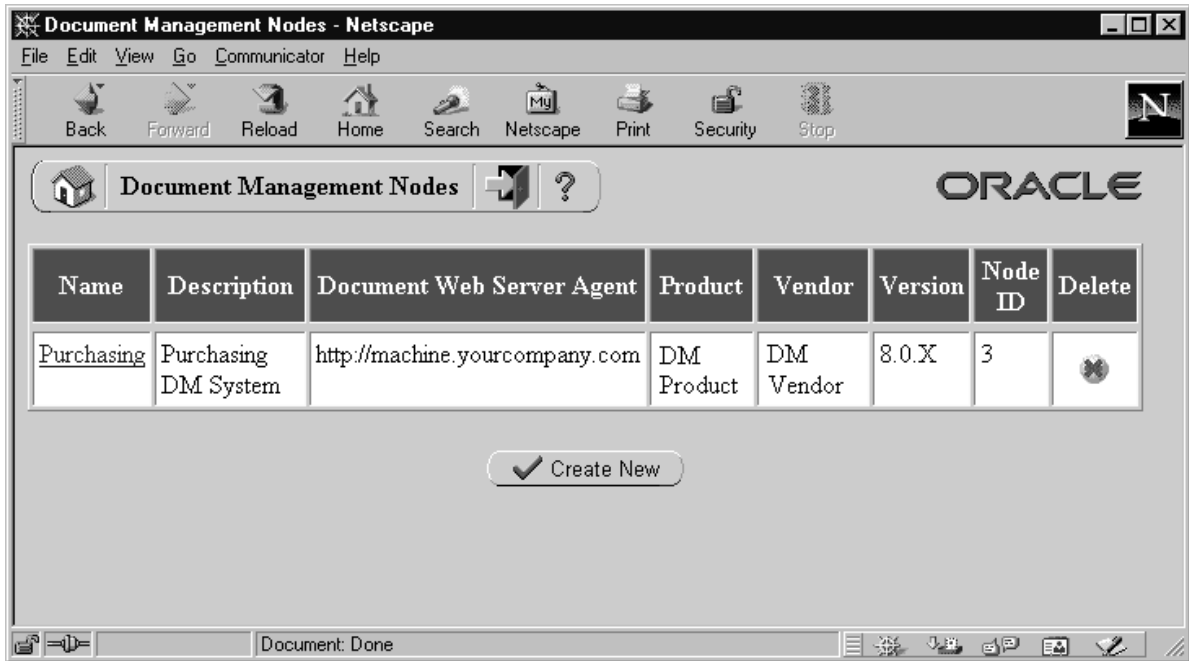 Document Management Nodes - Netscape
File Edit View Go Communicator Help
My
N
Back Forward Reload Home Search Netscape Print Security Stop
Document Management Nodes ? ORACLE
Name Description Document Web Server Agent Product Vendor Version Node ID Delete
Purchasing Purchasing DM System http://machine.yourcompany.com DM Product DM Vendor 8.0.X 3
Create New
Document: Done